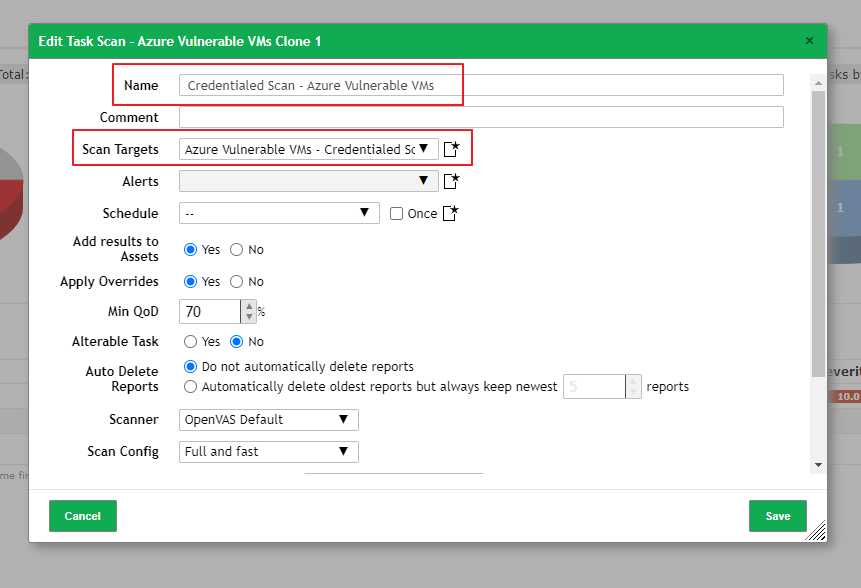 Edit Task Scan - Azure Vulnerable VMs Clone 1 ×
Total:
sks by
Name Credentialed Scan - Azure Vulnerable VMs
Comment
Scan Targets Azure Vulnerable VMs - Credentialed Sc
1
Alerts
1
Schedule -- Once
Add results to Assets Yes No
Apply Overrides Yes No
Min QoD 70 %
Alterable Task Yes No
Auto Delete Reports Do not automatically delete reports
Automatically delete oldest reports but always keep newest 5 reports
everit
10.0
Scanner OpenVAS Default
Scan Config Full and fast
me fir
Cancel Save